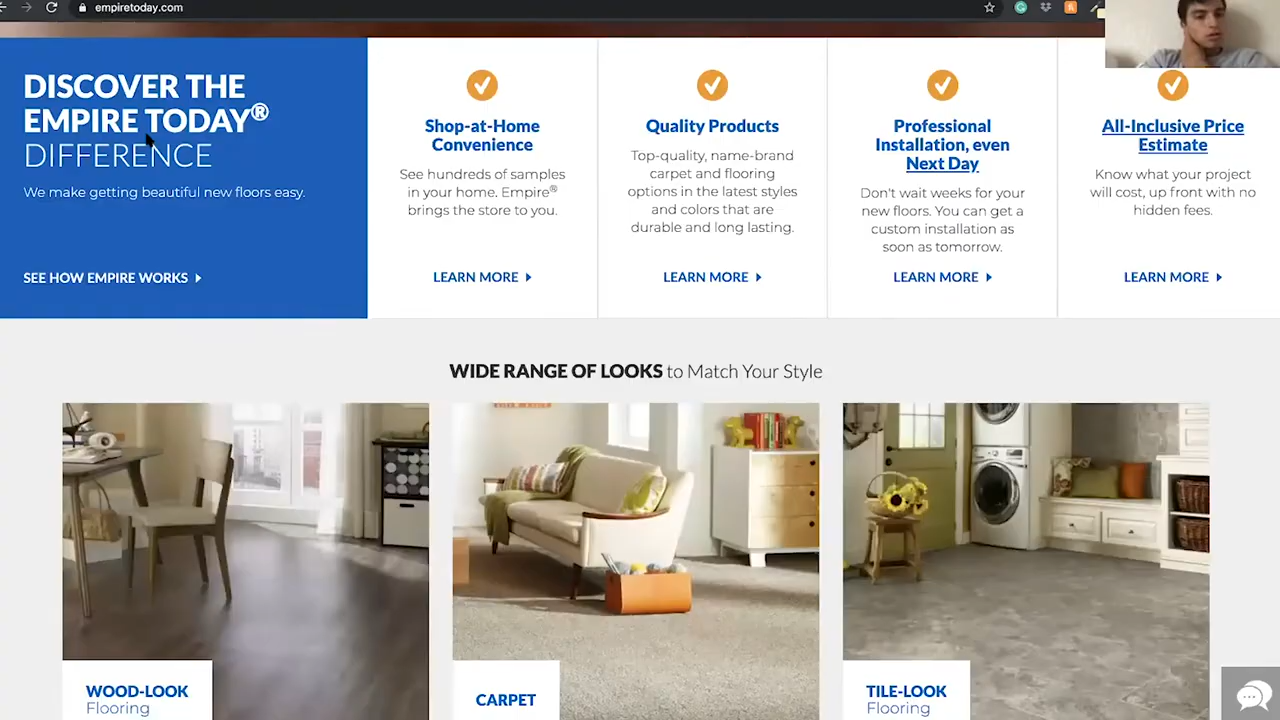 empiretoday.com
DISCOVER THE
EMPIRE TODAY®
DIFFERENCE
We make getting beautiful new floors easy.
SEE HOW EMPIRE WORKS
Shop-at-Home
Convenience
See hundreds of samples
in your home. Empire®
brings the store to you.
LEARN MORE
Quality Products
Top-quality, name-brand
carpet and flooring
options in the latest styles
and colors that are
durable and long lasting.
LEARN MORE
Professional
Installation, even
Next Day
Don't wait weeks for your
new floors. You can get a
custom installation as
soon as tomorrow.
LEARN MORE
All-Inclusive Price
Estimate
Know what your project
will cost, up front with no
hidden fees.
LEARN MORE
WIDE RANGE OF LOOKS to Match Your Style
WOOD-LOOK
Flooring
CARPET
TILE-LOOK
Flooring